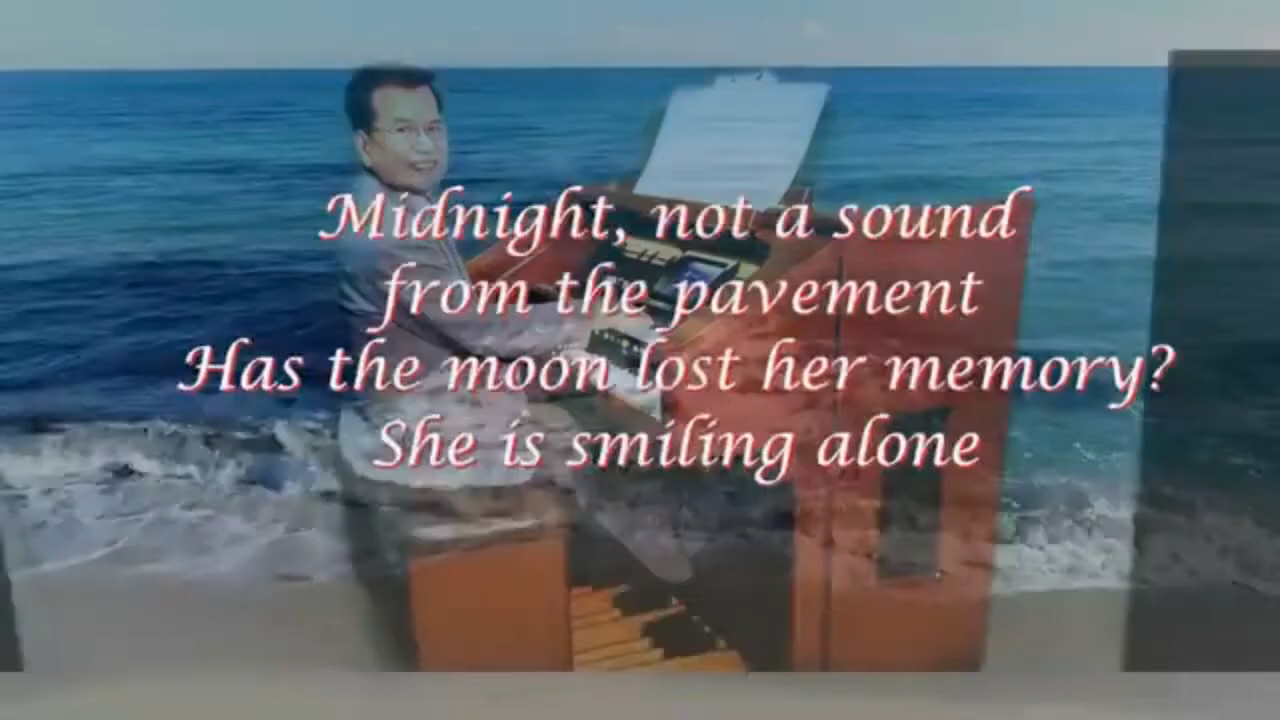 Midnight, not a sound
from the pavement
Has the moon lost her memory?
She is smiling alone